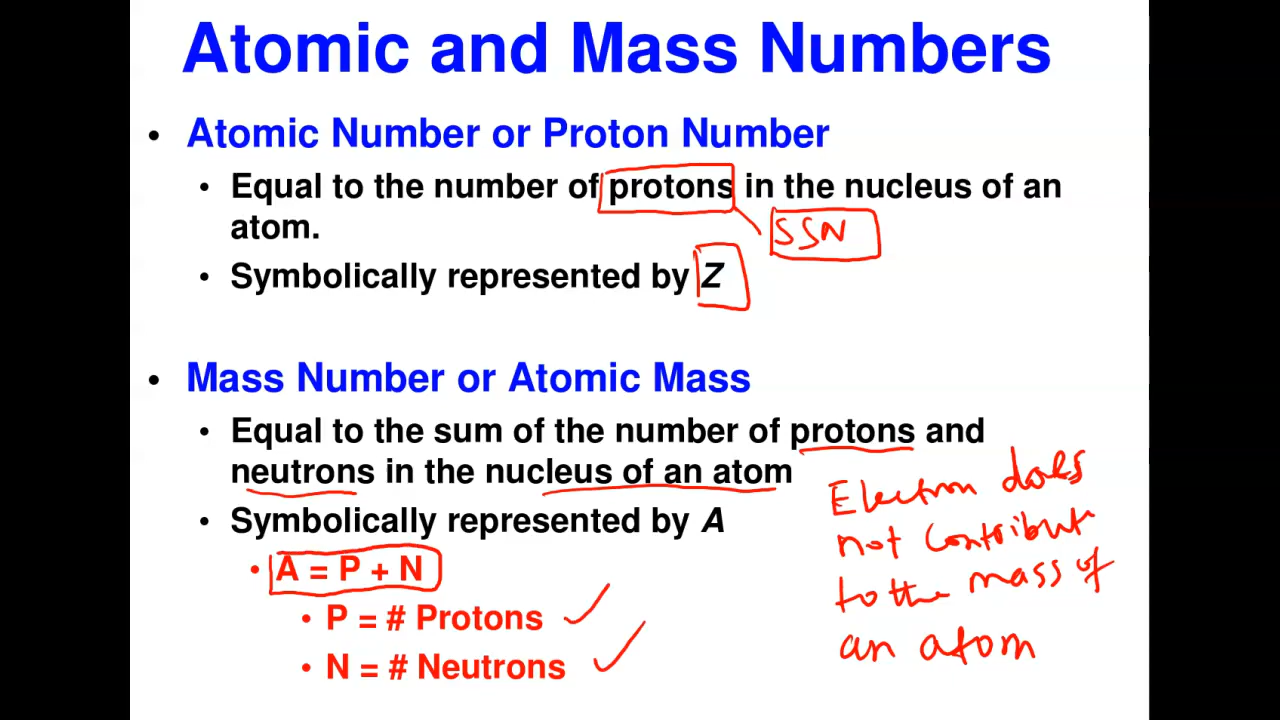 Atomic and Mass Numbers
• Atomic Number or Proton Number
• Equal to the number of protons in the nucleus of an
atom.
SSN
• Symbolically represented by Z
• Mass Number or Atomic Mass
• Equal to the sum of the number of protons and
neutrons in the nucleus of an atom
• Symbolically represented by A
• A = P + N
• P = # Protons
• N = # Neutrons
Electron does
not contribut
to the mass of
an atom